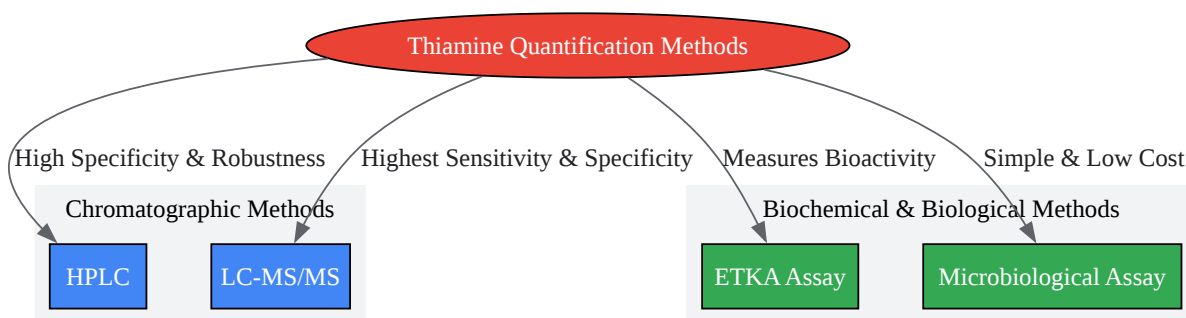 Thiamine Quantification Methods
High Specificity & Robustness
Highest Sensitivity & Specificity
Measures Bioactivity
Simple & Low Cost
Chromatographic Methods
Biochemical & Biological Methods
HPLC
LC-MS/MS
ETKA Assay
Microbiological Assay